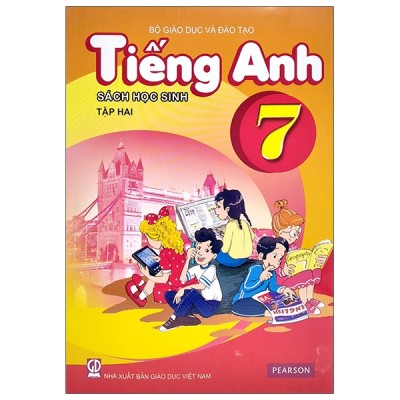 BỘ GIÁO DỤC VÀ ĐÀO TẠO
Tiếng Anh
SÁCH HỌC SINH
TẬP HAI
7
GD
NHÀ XUẤT BẢN GIÁO DỤC VIỆT NAM
PEARSON